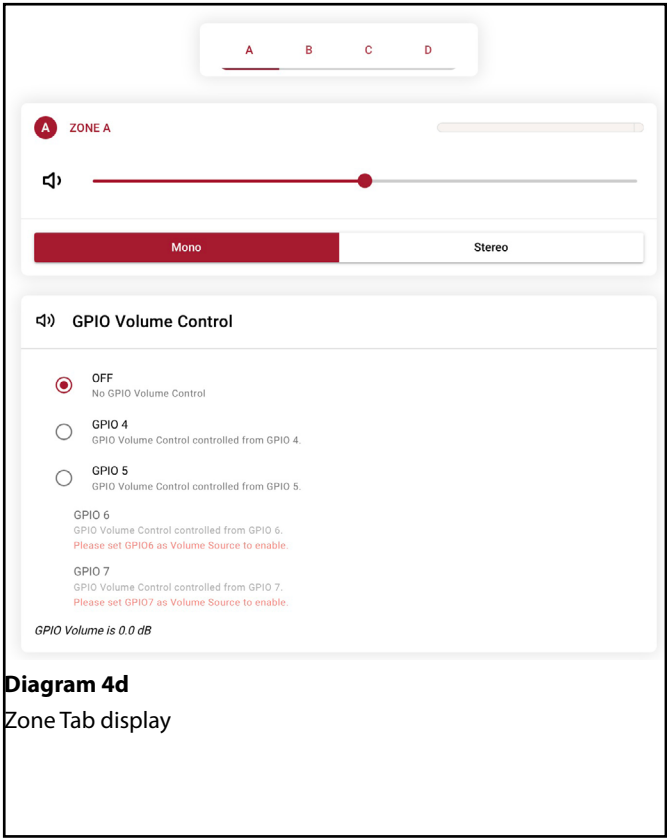 A B C D
A ZONE A
Mono Stereo
GPIO Volume Control
OFF
No GPIO Volume Control
GPIO 4
GPIO Volume Control controlled from GPIO 4.
GPIO 5
GPIO Volume Control controlled from GPIO 5.
GPIO 6
GPIO Volume Control controlled from GPIO 6.
Please set GPIO6 as Volume Source to enable.
GPIO 7
GPIO Volume Control controlled from GPIO 7.
Please set GPIO7 as Volume Source to enable.
GPIO Volume is 0.0 dB
Diagram 4d
Zone Tab display